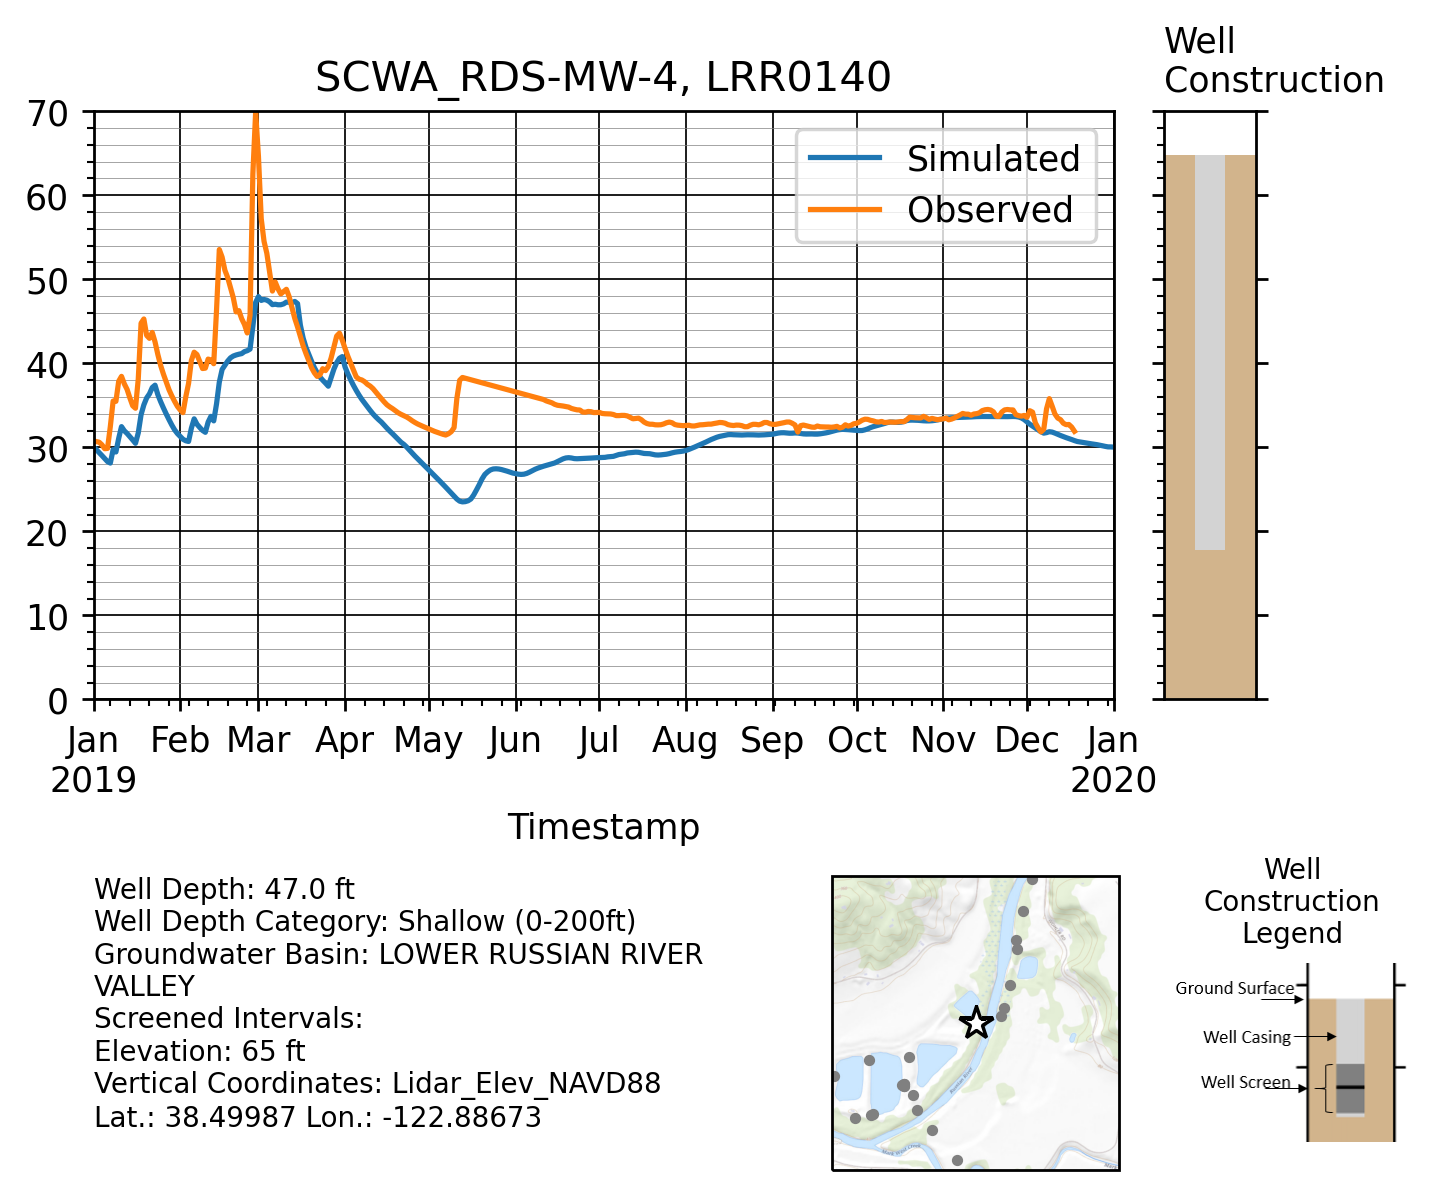 Well
Construction
SCWA_RDS-MW-4, LRR0140
70
60
50
40
30
20
10
0
Simulated
Observed
Jan Feb Mar Apr May Jun Jul Aug Sep Oct Nov Dec Jan
2019 2020
Timestamp
Well Depth: 47.0 ft
Well Depth Category: Shallow (0-200ft)
Groundwater Basin: LOWER RUSSIAN RIVER
VALLEY
Screened Intervals:
Elevation: 65 ft
Vertical Coordinates: Lidar_Elev_NAVD88
Lat.: 38.49987 Lon.: -122.88673
Well
Construction
Legend
Ground Surface
Well Casing
Well Screen